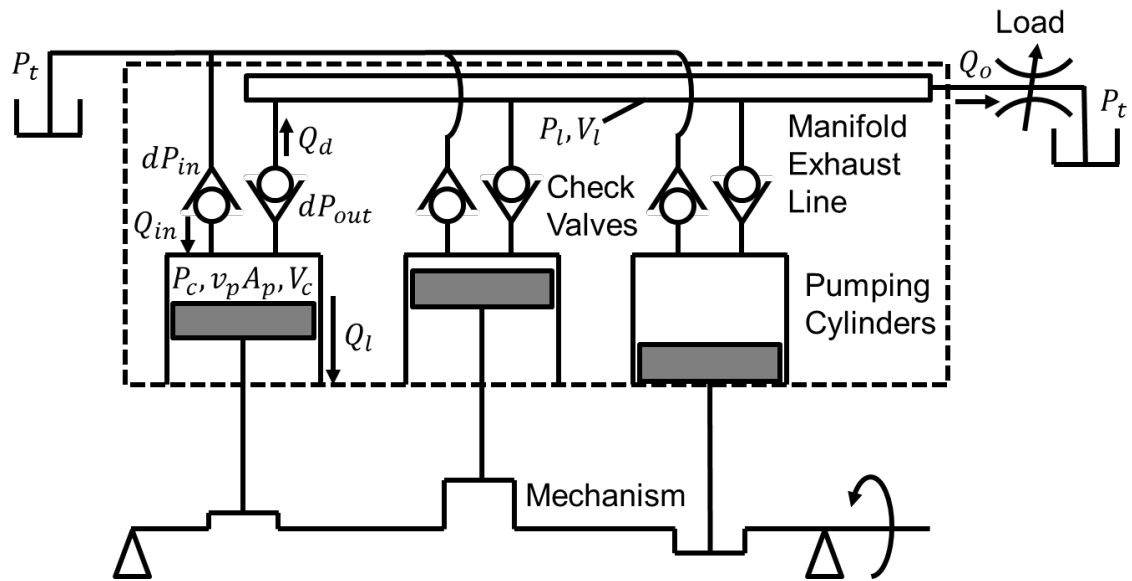 Load
P_t
Q_o
P_t
P_l, V_l
Manifold
Exhaust
Line
Q_d
dP_in
Check
Valves
dP_out
Q_in
P_c, v_p A_p, V_c
Pumping
Cylinders
Q_l
Mechanism